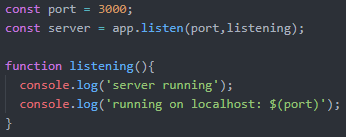 const port = 3000;
const server = app.listen(port,listening);
function listening(){
console.log('server running');
console.log('running on localhost: $(port)');
}